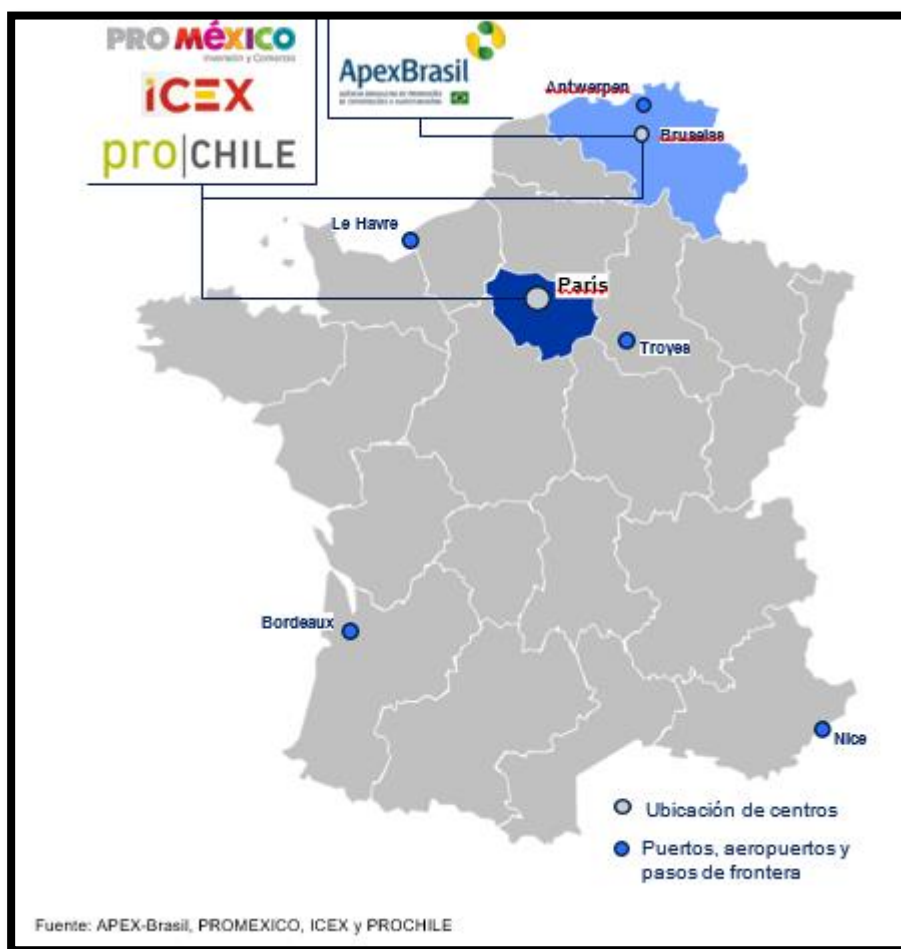 PRO MÉXICO
Inversión y Comercio
iCEX
pro|CHILE
ApexBrasil
Antwerpen
Bruselas
Le Havre
París
Troyes
Bordeaux
Nice
Ubicación de centros
Puertos, aeropuertos y
pasos de frontera
Fuente: APEX-Brasil, PROMEXICO, ICEX y PROCHILE